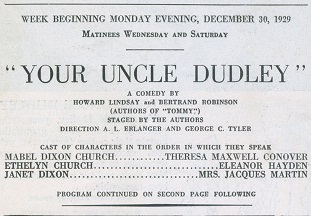 WEEK BEGINNING MONDAY EVENING, DECEMBER 30, 1929
MATINEES WEDNESDAY AND SATURDAY
"YOUR UNCLE DUDLEY"
A COMEDY BY
HOWARD LINDSAY and BERTRAND ROBINSON
(AUTHORS OF "TOMMY")
STAGED BY THE AUTHORS
DIRECTION A. L. ERLANGER AND GEORGE C. TYLER
CAST OF CHARACTERS IN THE ORDER IN WHICH THEY SPEAK
MABEL DIXON CHURCH............THERESA MAXWELL CONOVER
ETHELYN CHURCH......................ELEANOR HAYDEN
JANET DIXON......................MRS. JACQUES MARTIN
PROGRAM CONTINUED ON SECOND PAGE FOLLOWING